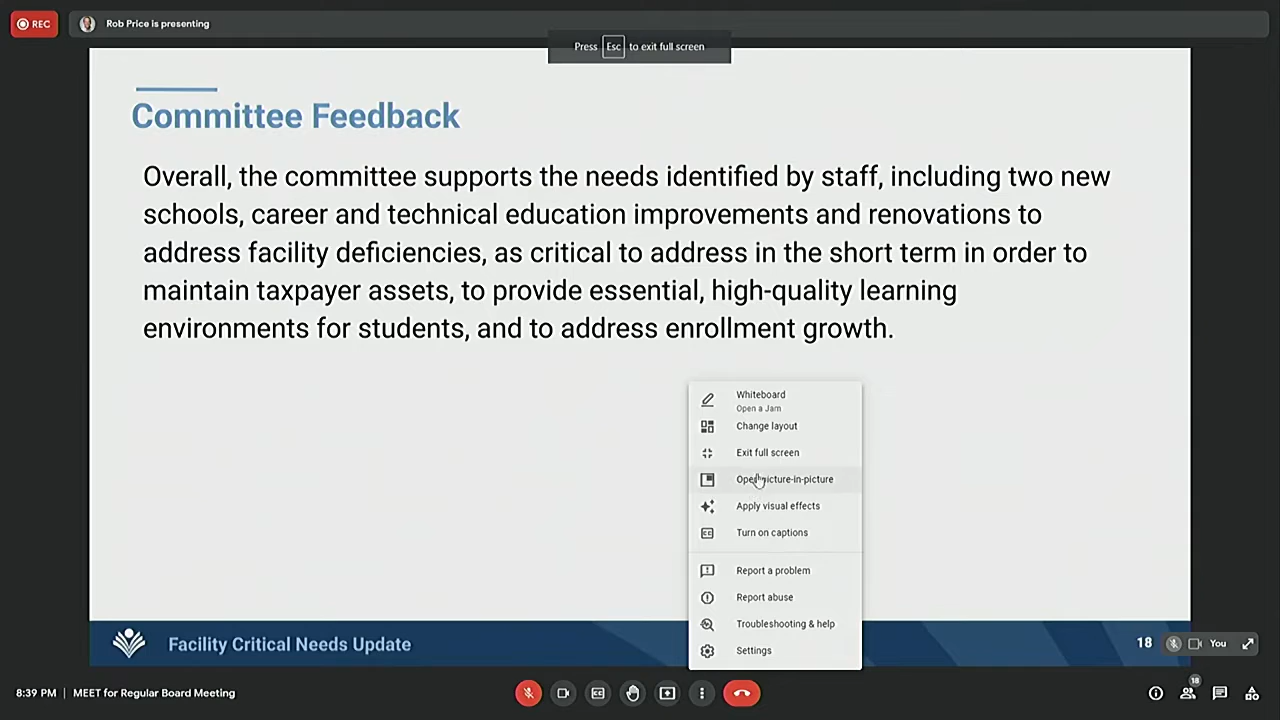 REC
Rob Price is presenting
Press Esc to exit full screen
Committee Feedback
Overall, the committee supports the needs identified by staff, including two new
schools, career and technical education improvements and renovations to
address facility deficiencies, as critical to address in the short term in order to
maintain taxpayer assets, to provide essential, high-quality learning
environments for students, and to address enrollment growth.
Whiteboard
Open a Jam
Change layout
Exit full screen
Open picture-in-picture
Apply visual effects
Turn on captions
Report a problem
Report abuse
Troubleshooting & help
Settings
Facility Critical Needs Update
18
You
8:39 PM | MEET for Regular Board Meeting
18